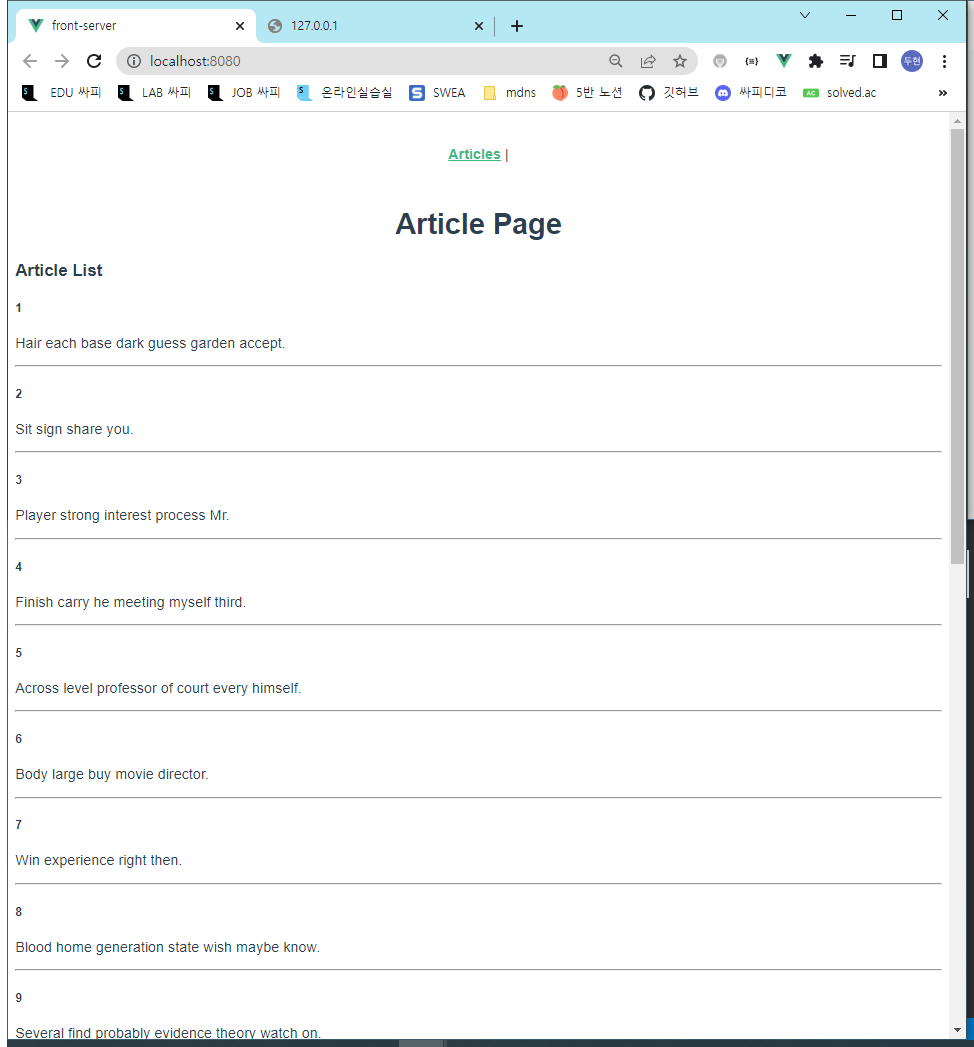 front-server
127.0.0.1
localhost:8080
두현
EDU 싸피 LAB 싸피 JOB 싸피 온라인실습실 SWEA mdns 5반 노션 깃허브 싸피디코 solved.ac
Articles |
Article Page
Article List
1
Hair each base dark guess garden accept.
2
Sit sign share you.
3
Player strong interest process Mr.
4
Finish carry he meeting myself third.
5
Across level professor of court every himself.
6
Body large buy movie director.
7
Win experience right then.
8
Blood home generation state wish maybe know.
9
Several find probably evidence theory watch on.